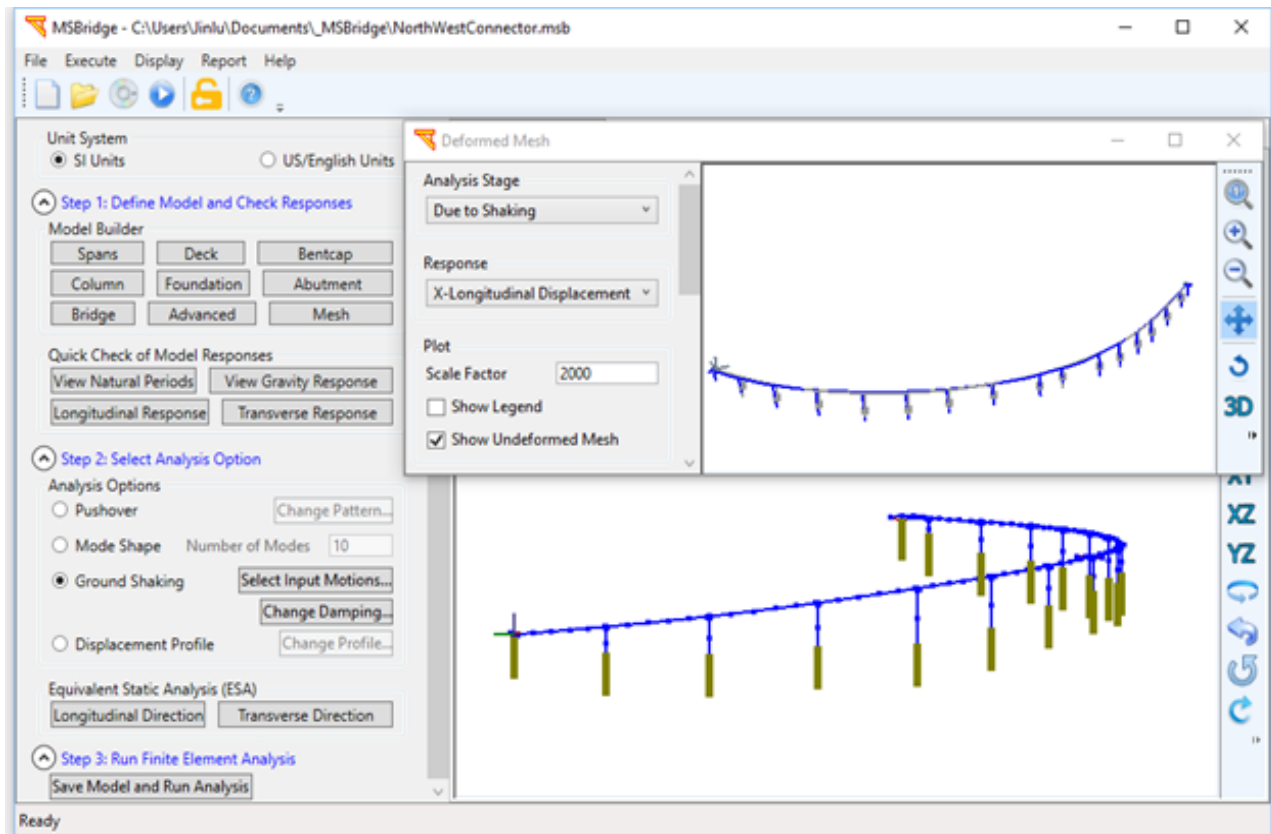 MSBridge - C:\Users\Jinlu\Documents\_MSBridge\NorthWestConnector.msb
File Execute Display Report Help
Unit System
SI Units US/English Units
Step 1: Define Model and Check Responses
Model Builder
Spans Deck Bentcap
Column Foundation Abutment
Bridge Advanced Mesh
Quick Check of Model Responses
View Natural Periods View Gravity Response
Longitudinal Response Transverse Response
Step 2: Select Analysis Option
Analysis Options
Pushover Change Pattern...
Mode Shape Number of Modes 10
Ground Shaking Select Input Motions...
Change Damping...
Displacement Profile Change Profile...
Equivalent Static Analysis (ESA)
Longitudinal Direction Transverse Direction
Step 3: Run Finite Element Analysis
Save Model and Run Analysis
Deformed Mesh
Analysis Stage
Due to Shaking
Response
X-Longitudinal Displacement
Plot
Scale Factor 2000
Show Legend
Show Undeformed Mesh
3D
XY
XZ
YZ
Ready